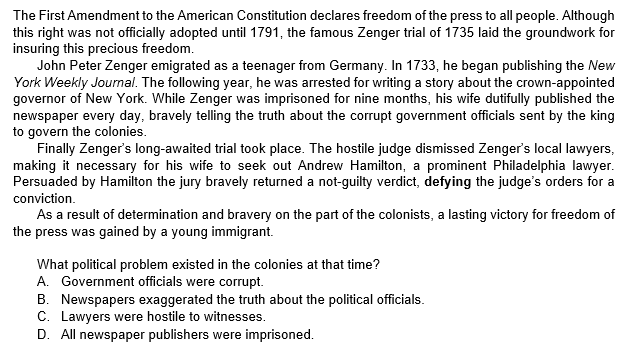 The First Amendment to the American Constitution declares freedom of the press to all people. Although
this right was not officially adopted until 1791, the famous Zenger trial of 1735 laid the groundwork for
insuring this precious freedom.
John Peter Zenger emigrated as a teenager from Germany. In 1733, he began publishing the New
York Weekly Journal. The following year, he was arrested for writing a story about the crown-appointed
governor of New York. While Zenger was imprisoned for nine months, his wife dutifully published the
newspaper every day, bravely telling the truth about the corrupt government officials sent by the king
to govern the colonies.
Finally Zenger's long-awaited trial took place. The hostile judge dismissed Zenger's local lawyers,
making it necessary for his wife to seek out Andrew Hamilton, a prominent Philadelphia lawyer.
Persuaded by Hamilton the jury bravely returned a not-guilty verdict, defying the judge's orders for a
conviction.
As a result of determination and bravery on the part of the colonists, a lasting victory for freedom of
the press was gained by a young immigrant.
What political problem existed in the colonies at that time?
A. Government officials were corrupt.
B. Newspapers exaggerated the truth about the political officials.
C. Lawyers were hostile to witnesses.
D. All newspaper publishers were imprisoned.